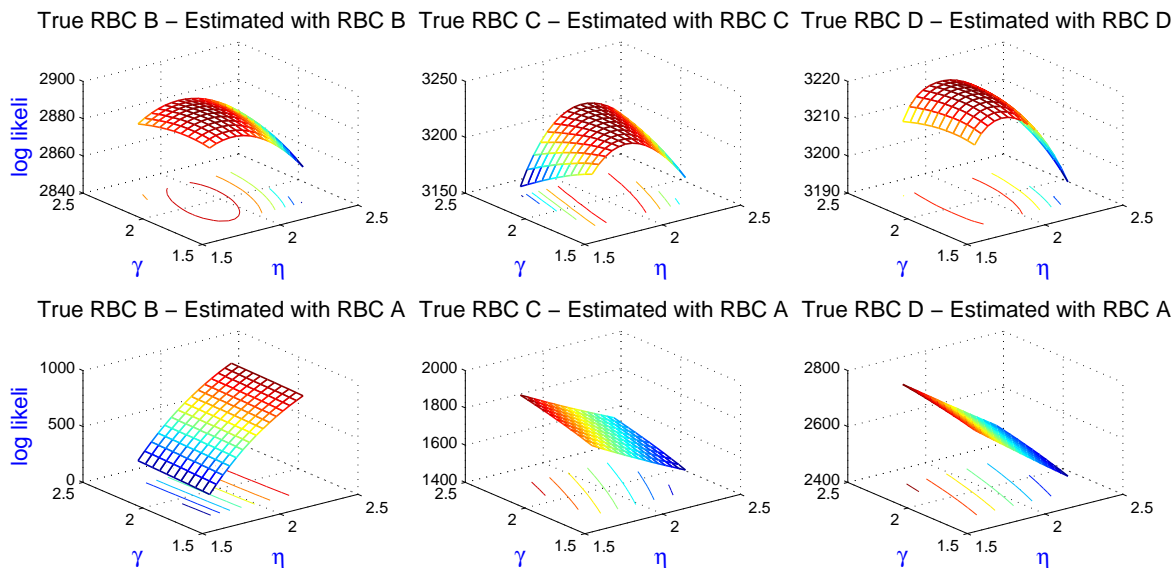 True RBC B − Estimated with RBC B
True RBC C − Estimated with RBC C
True RBC D − Estimated with RBC D
2900
2880
2860
2840
2.5
2
1.5
1.5
2
2.5
log likeli
γ
η
3250
3200
3150
2.5
2
1.5
1.5
2
2.5
γ
η
3220
3210
3200
3190
2.5
2
1.5
1.5
2
2.5
γ
η
True RBC B − Estimated with RBC A
True RBC C − Estimated with RBC A
True RBC D − Estimated with RBC A
1000
500
0
2.5
2
1.5
1.5
2
2.5
log likeli
γ
η
2000
1800
1600
1400
2.5
2
1.5
1.5
2
2.5
γ
η
2800
2600
2400
2.5
2
1.5
1.5
2
2.5
γ
η